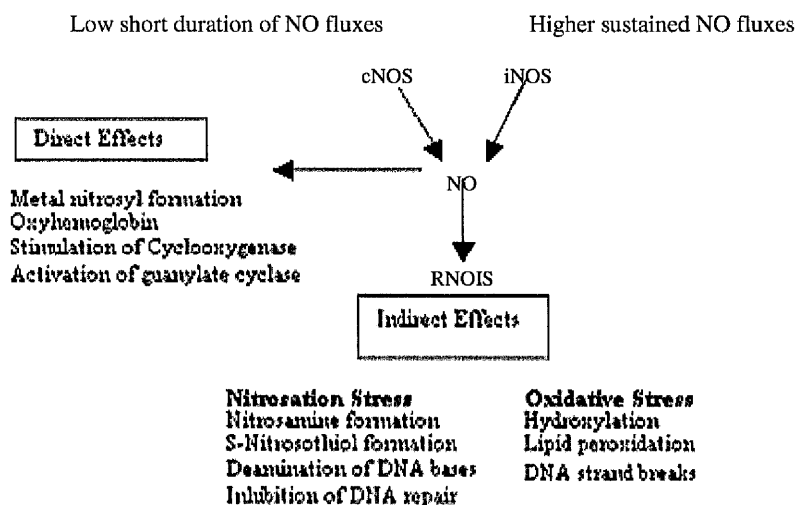 Low short duration of NO fluxes
Higher sustained NO fluxes
cNOS
iNOS
Direct Effects
NO
Metal nitrosyl formation
Oxyhemoglobin
Stimulation of Cyclooxygenase
Activation of guanylate cyclase
RNOIS
Indirect Effects
Nitrosation Stress
Nitrosamine formation
S-Nitrosothiol formation
Deamination of DNA bases
Inhibition of DNA repair
Oxidative Stress
Hydroxylation
Lipid peroxidation
DNA strand breaks